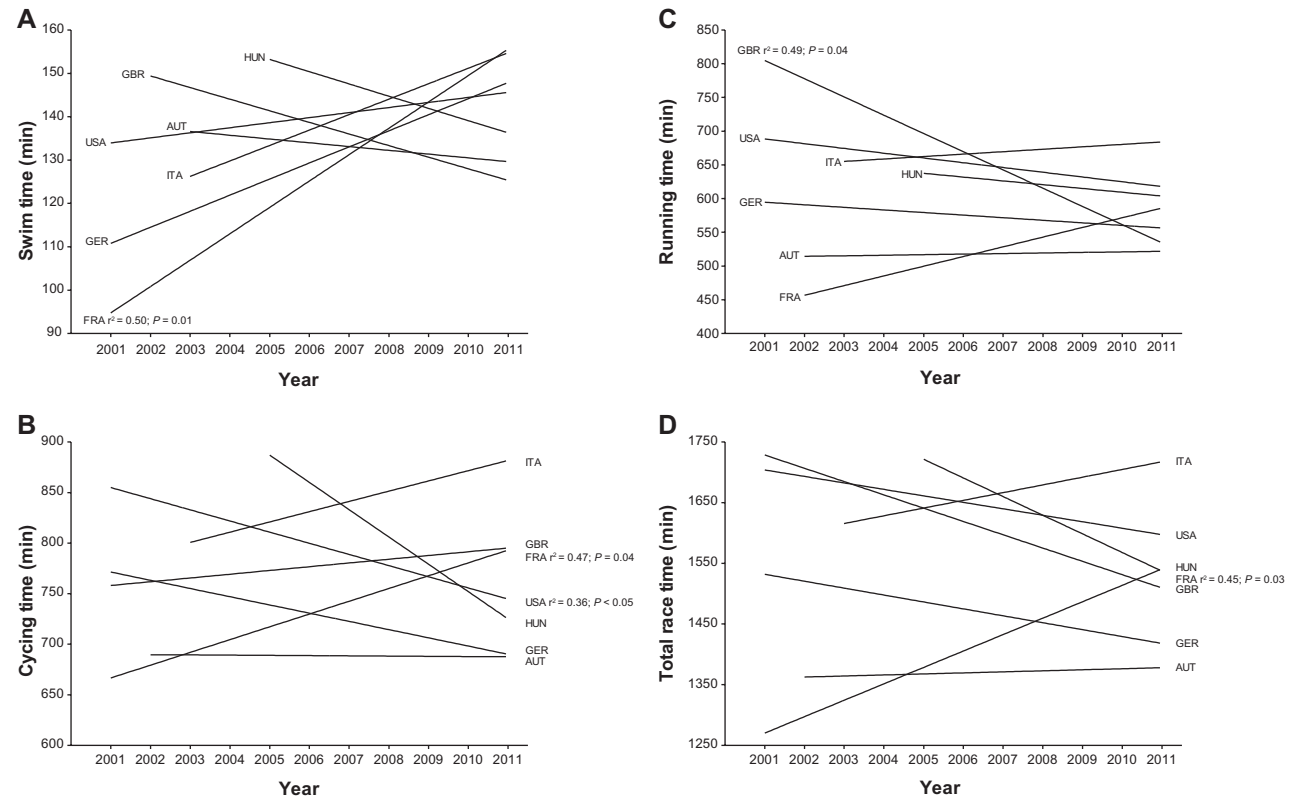 A
160
150
140
130
120
110
100
90
Swim time (min)
HUN
GBR
AUT
USA
ITA
GER
FRA r² = 0.50; P = 0.01
2001 2002 2003 2004 2005 2006 2007 2008 2009 2010 2011
Year
C
850
800
750
700
650
600
550
500
450
400
Running time (min)
GBR r² = 0.49; P = 0.04
USA
ITA
HUN
GER
AUT
FRA
2001 2002 2003 2004 2005 2006 2007 2008 2009 2010 2011
Year
B
900
850
800
750
700
650
600
Cycing time (min)
ITA
GBR
FRA r² = 0.47; P = 0.04
USA r² = 0.36; P < 0.05
HUN
GER
AUT
2001 2002 2003 2004 2005 2006 2007 2008 2009 2010 2011
Year
D
1750
1650
1550
1450
1350
1250
Total race time (min)
ITA
USA
HUN
FRA r² = 0.45; P = 0.03
GBR
GER
AUT
2001 2002 2003 2004 2005 2006 2007 2008 2009 2010 2011
Year